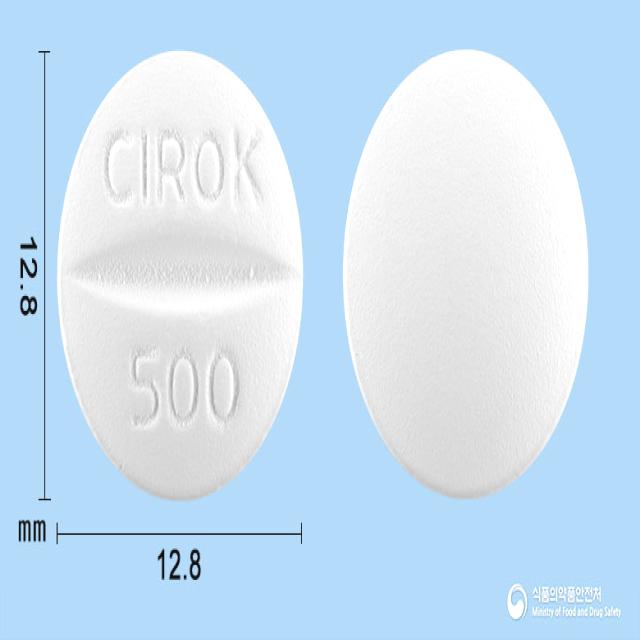 CIROK
500
12.8
mm
12.8
식품의약품안전처
Ministry of Food and Drug Safety